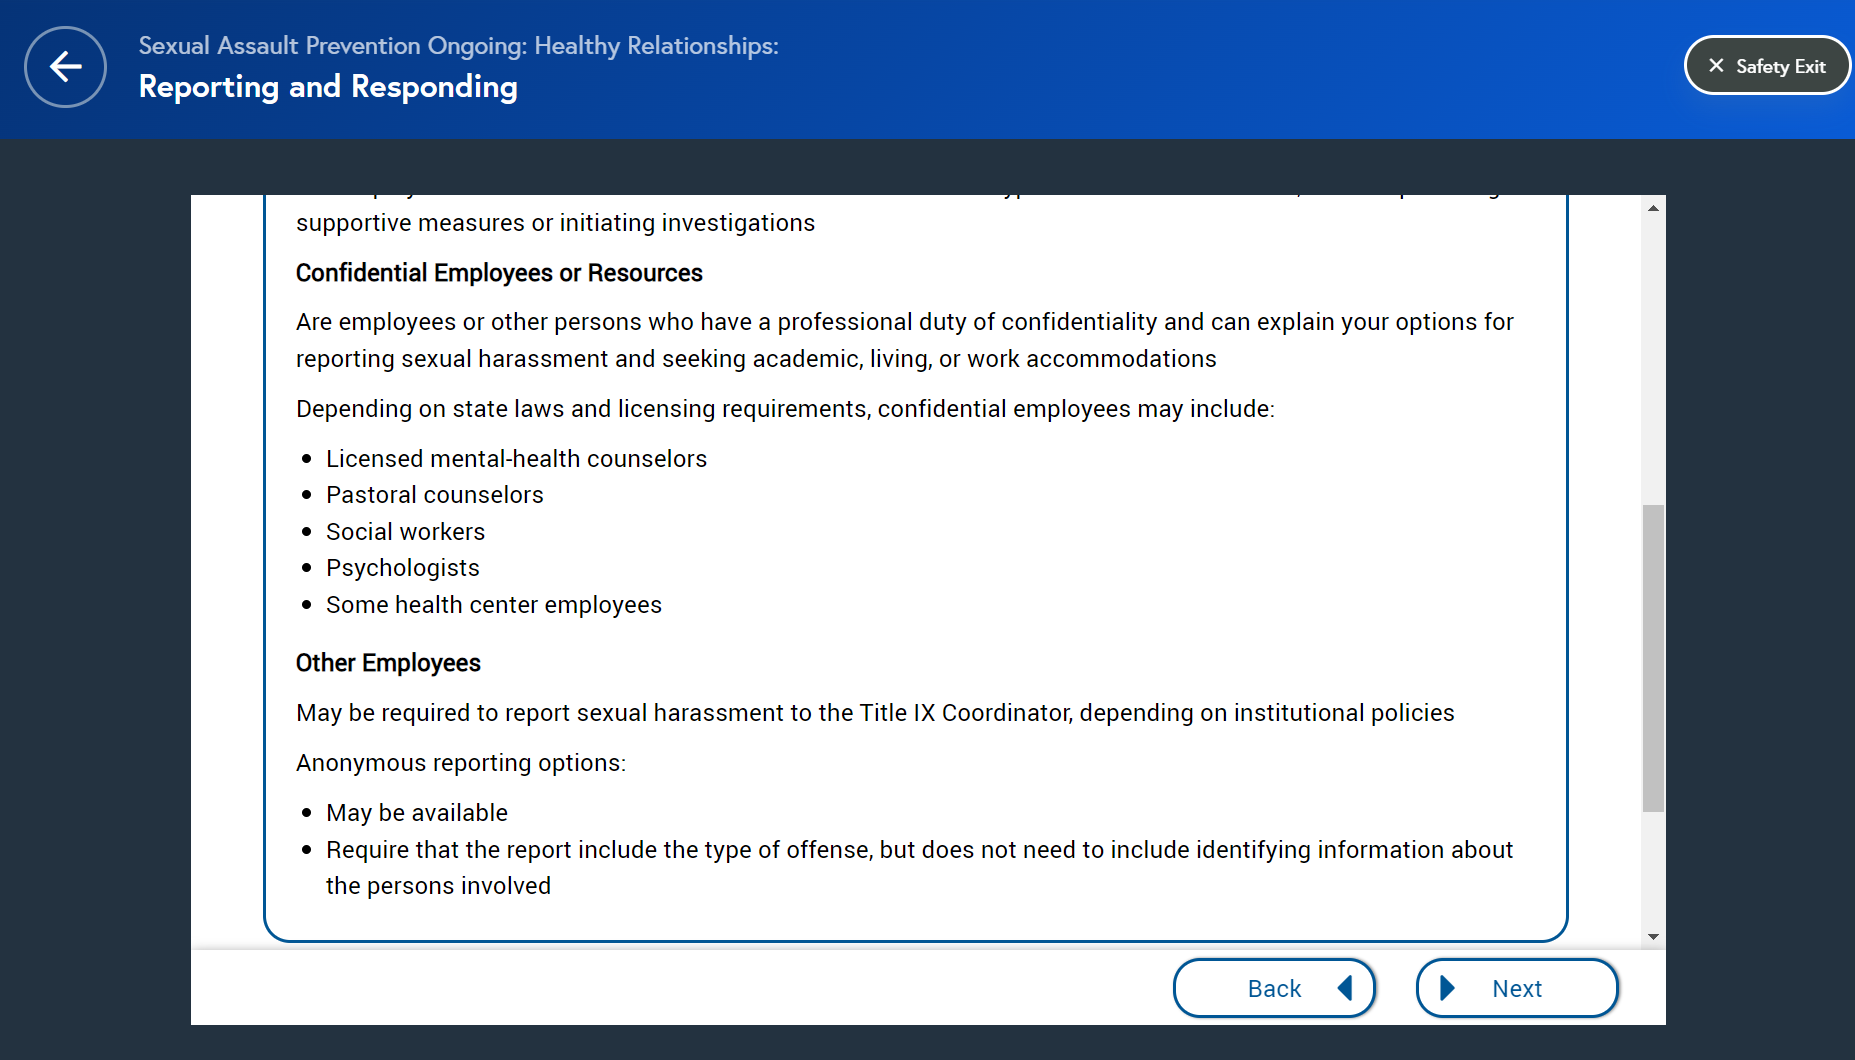 Sexual Assault Prevention Ongoing: Healthy Relationships:
Reporting and Responding
Safety Exit
supportive measures or initiating investigations
Confidential Employees or Resources
Are employees or other persons who have a professional duty of confidentiality and can explain your options for
reporting sexual harassment and seeking academic, living, or work accommodations
Depending on state laws and licensing requirements, confidential employees may include:
• Licensed mental-health counselors
• Pastoral counselors
• Social workers
• Psychologists
• Some health center employees
Other Employees
May be required to report sexual harassment to the Title IX Coordinator, depending on institutional policies
Anonymous reporting options:
• May be available
• Require that the report include the type of offense, but does not need to include identifying information about
the persons involved
Back
Next